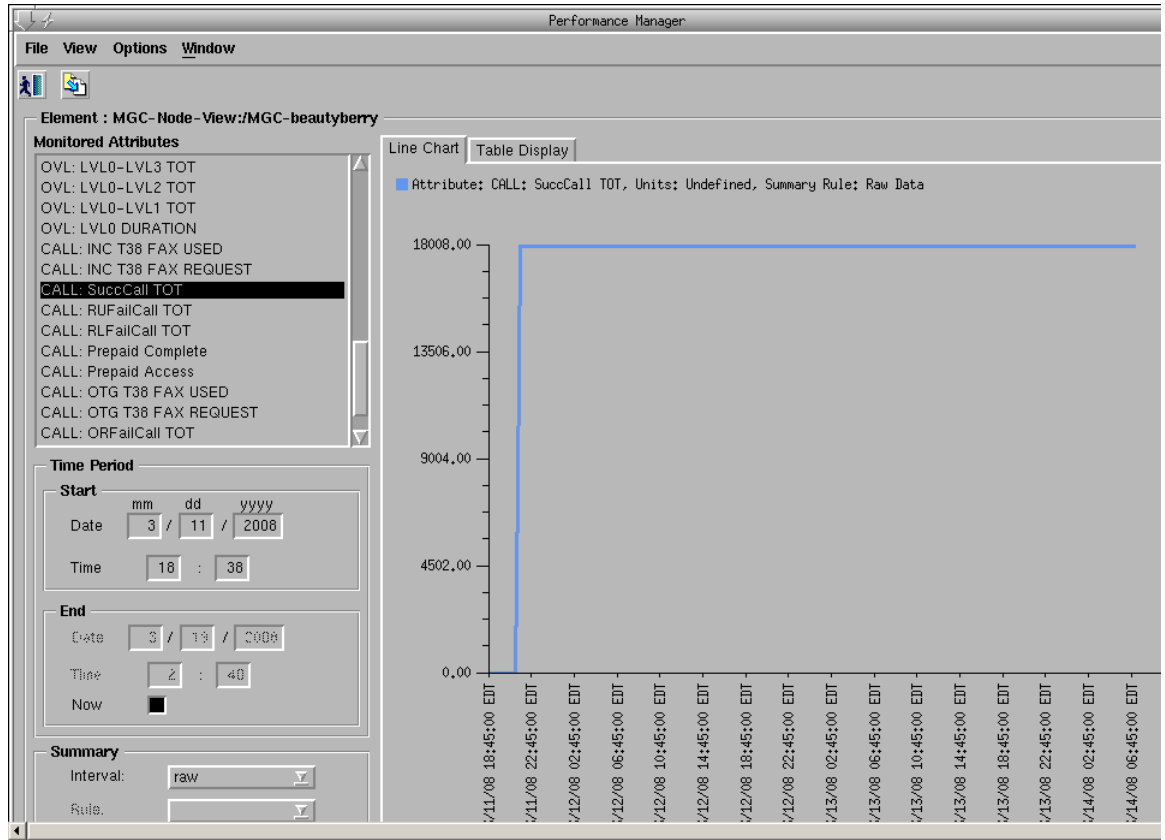 Performance Manager
File View Options Window
Element : MGC-Node-View:/MGC-beautyberry
Monitored Attributes
OVL: LVL0-LVL3 TOT
OVL: LVL0-LVL2 TOT
OVL: LVL0-LVL1 TOT
OVL: LVL0 DURATION
CALL: INC T38 FAX USED
CALL: INC T38 FAX REQUEST
CALL: SuccCall TOT
CALL: RUFailCall TOT
CALL: RLFailCall TOT
CALL: Prepaid Complete
CALL: Prepaid Access
CALL: OTG T38 FAX USED
CALL: OTG T38 FAX REQUEST
CALL: ORFailCall TOT
Time Period
Start
mm dd yyyy
Date 3 / 11 / 2008
Time 18 : 38
End
Date 3 / 19 / 2008
Time 2 : 40
Now
Summary
Interval: raw
Rule:
Line Chart Table Display
Attribute: CALL: SuccCall TOT, Units: Undefined, Summary Rule: Raw Data
18008.00
13506.00
9004.00
4502.00
0.00
/11/08 18:45:00 EDT
/11/08 22:45:00 EDT
/12/08 02:45:00 EDT
/12/08 06:45:00 EDT
/12/08 10:45:00 EDT
/12/08 14:45:00 EDT
/12/08 18:45:00 EDT
/12/08 22:45:00 EDT
/13/08 02:45:00 EDT
/13/08 06:45:00 EDT
/13/08 10:45:00 EDT
/13/08 14:45:00 EDT
/13/08 18:45:00 EDT
/13/08 22:45:00 EDT
/14/08 02:45:00 EDT
/14/08 06:45:00 EDT